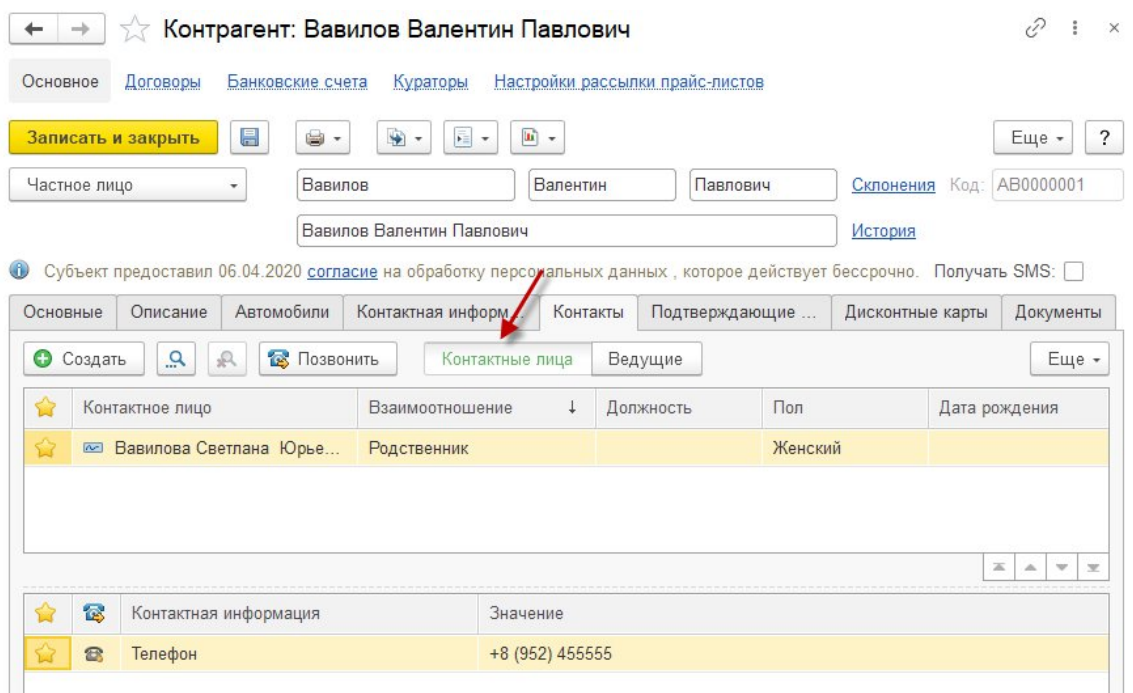 Контрагент: Вавилов Валентин Павлович
Основное Договоры Банковские счета Кураторы Настройки рассылки прайс-листов
Записать и закрыть Еще ?
Частное лицо Вавилов Валентин Павлович Склонения Код: АВ0000001
Вавилов Валентин Павлович История
Субъект предоставил 06.04.2020 согласие на обработку персональных данных , которое действует бессрочно. Получать SMS:
Основные Описание Автомобили Контактная информ... Контакты Подтверждающие ... Дисконтные карты Документы
Создать Позвонить Контактные лица Ведущие Еще
Контактное лицо Взаимоотношение ↓ Должность Пол Дата рождения
Вавилова Светлана Юрье... Родственник Женский
Контактная информация Значение
Телефон +8 (952) 455555